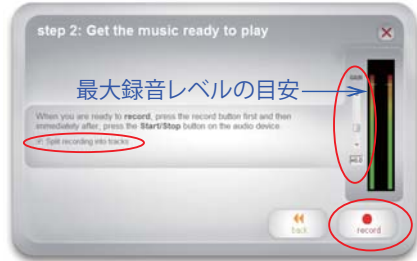 step 2: Get the music ready to play
最大録音レベルの目安
When you are ready to record, press the record button first and then
immediately after, press the Start/Stop button on the audio device.
Split recording into tracks
back
record